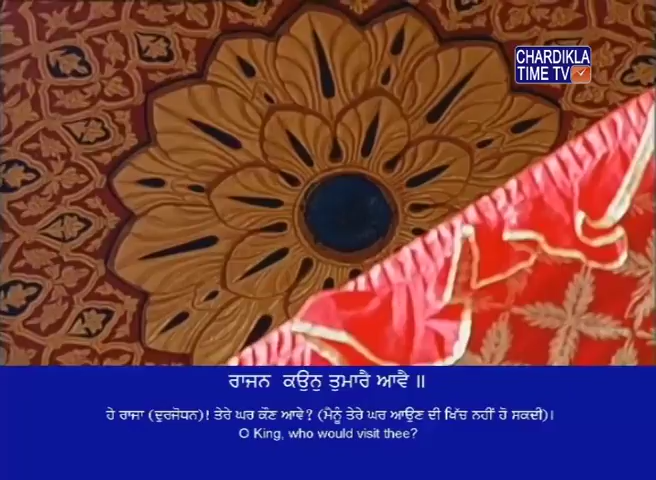 CHARDIKLA
TIME TV
ਰਾਜਨ ਕਉਨੁ ਤੁਮਾਰੈ ਆਵੈ ॥
ਹੇ ਰਾਜਾ (ਦੁਰਜੋਧਨ)! ਤੇਰੇ ਘਰ ਕੌਣ ਆਵੇ? (ਮੈਨੂੰ ਤੇਰੇ ਘਰ ਆਉਣ ਦੀ ਖਿੱਚ ਨਹੀਂ ਹੋ ਸਕਦੀ)।
O King, who would visit thee?